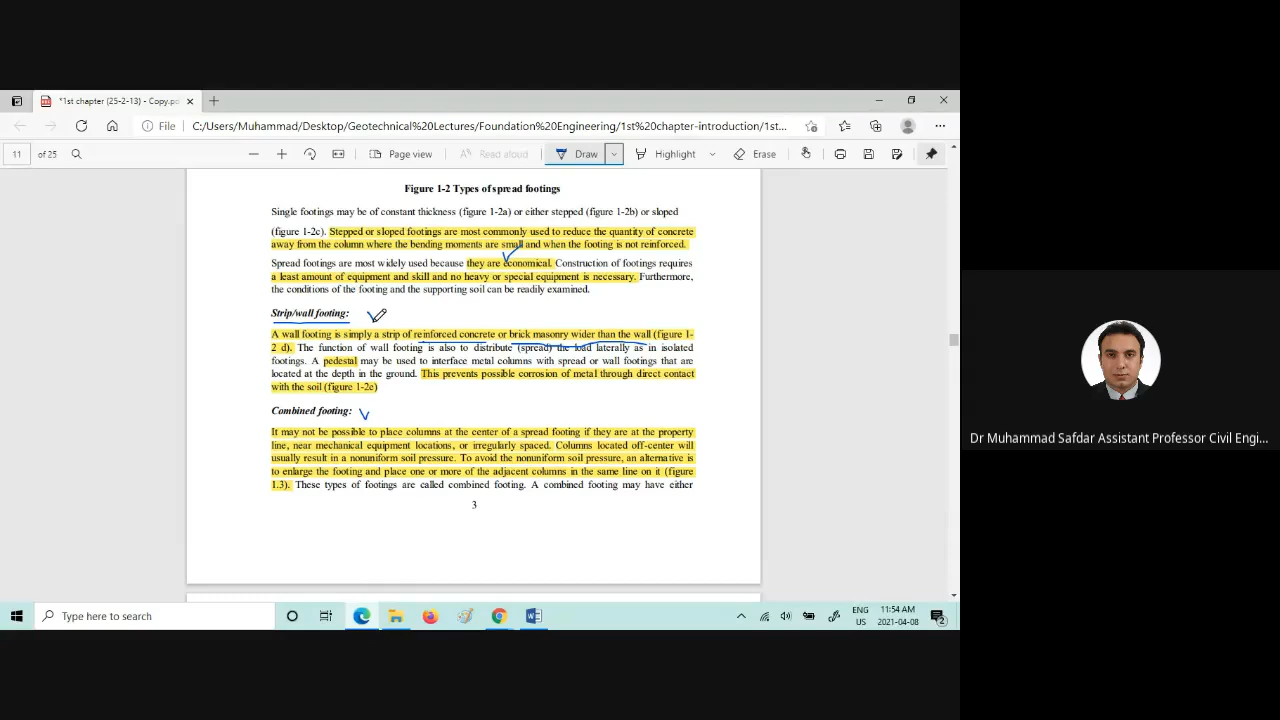 *1st chapter (25-2-13) - Copy.pd
File
C:/Users/Muhammad/Desktop/Geotechnical%20Lectures/Foundation%20Engineering/1st%20chapter-introduction/1st...
11 of 25
Page view
Read aloud
Draw
Highlight
Erase
Figure 1-2 Types of spread footings
Single footings may be of constant thickness (figure 1-2a) or either stepped (figure 1-2b) or sloped
(figure 1-2c). Stepped or sloped footings are most commonly used to reduce the quantity of concrete
away from the column where the bending moments are small and when the footing is not reinforced.
Spread footings are most widely used because they are economical. Construction of footings requires
a least amount of equipment and skill and no heavy or special equipment is necessary. Furthermore,
the conditions of the footing and the supporting soil can be readily examined.
Strip/wall footing:
A wall footing is simply a strip of reinforced concrete or brick masonry wider than the wall (figure 1-
2 d). The function of wall footing is also to distribute (spread) the load laterally as in isolated
footings. A pedestal may be used to interface metal columns with spread or wall footings that are
located at the depth in the ground. This prevents possible corrosion of metal through direct contact
with the soil (figure 1-2e)
Combined footing:
It may not be possible to place columns at the center of a spread footing if they are at the property
line, near mechanical equipment locations, or irregularly spaced. Columns located off-center will
usually result in a nonuniform soil pressure. To avoid the nonuniform soil pressure, an alternative is
to enlarge the footing and place one or more of the adjacent columns in the same line on it (figure
1.3). These types of footings are called combined footing. A combined footing may have either
3
Dr Muhammad Safdar Assistant Professor Civil Engi...
Type here to search
ENG
US
11:54 AM
2021-04-08
2